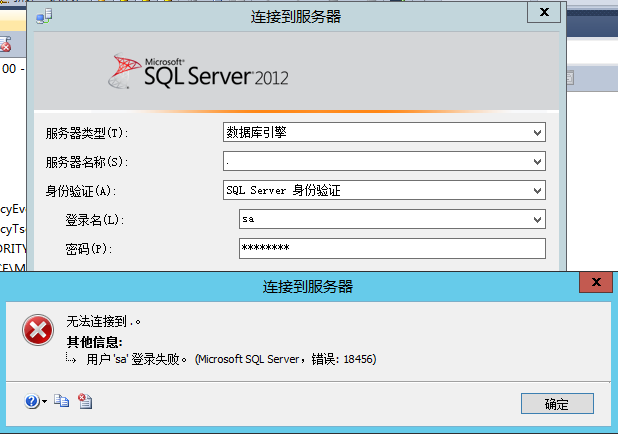 连接到服务器
Microsoft®
SQL Server®2012
00 -
服务器类型(T):
数据库引擎
服务器名称(S):
.
身份验证(A):
SQL Server 身份验证
登录名(L):
sa
密码(P):
********
cyEv
cyTs
ORITY
CE\M
连接到服务器
无法连接到 .。
其他信息:
用户 'sa' 登录失败。 (Microsoft SQL Server，错误: 18456)
确定